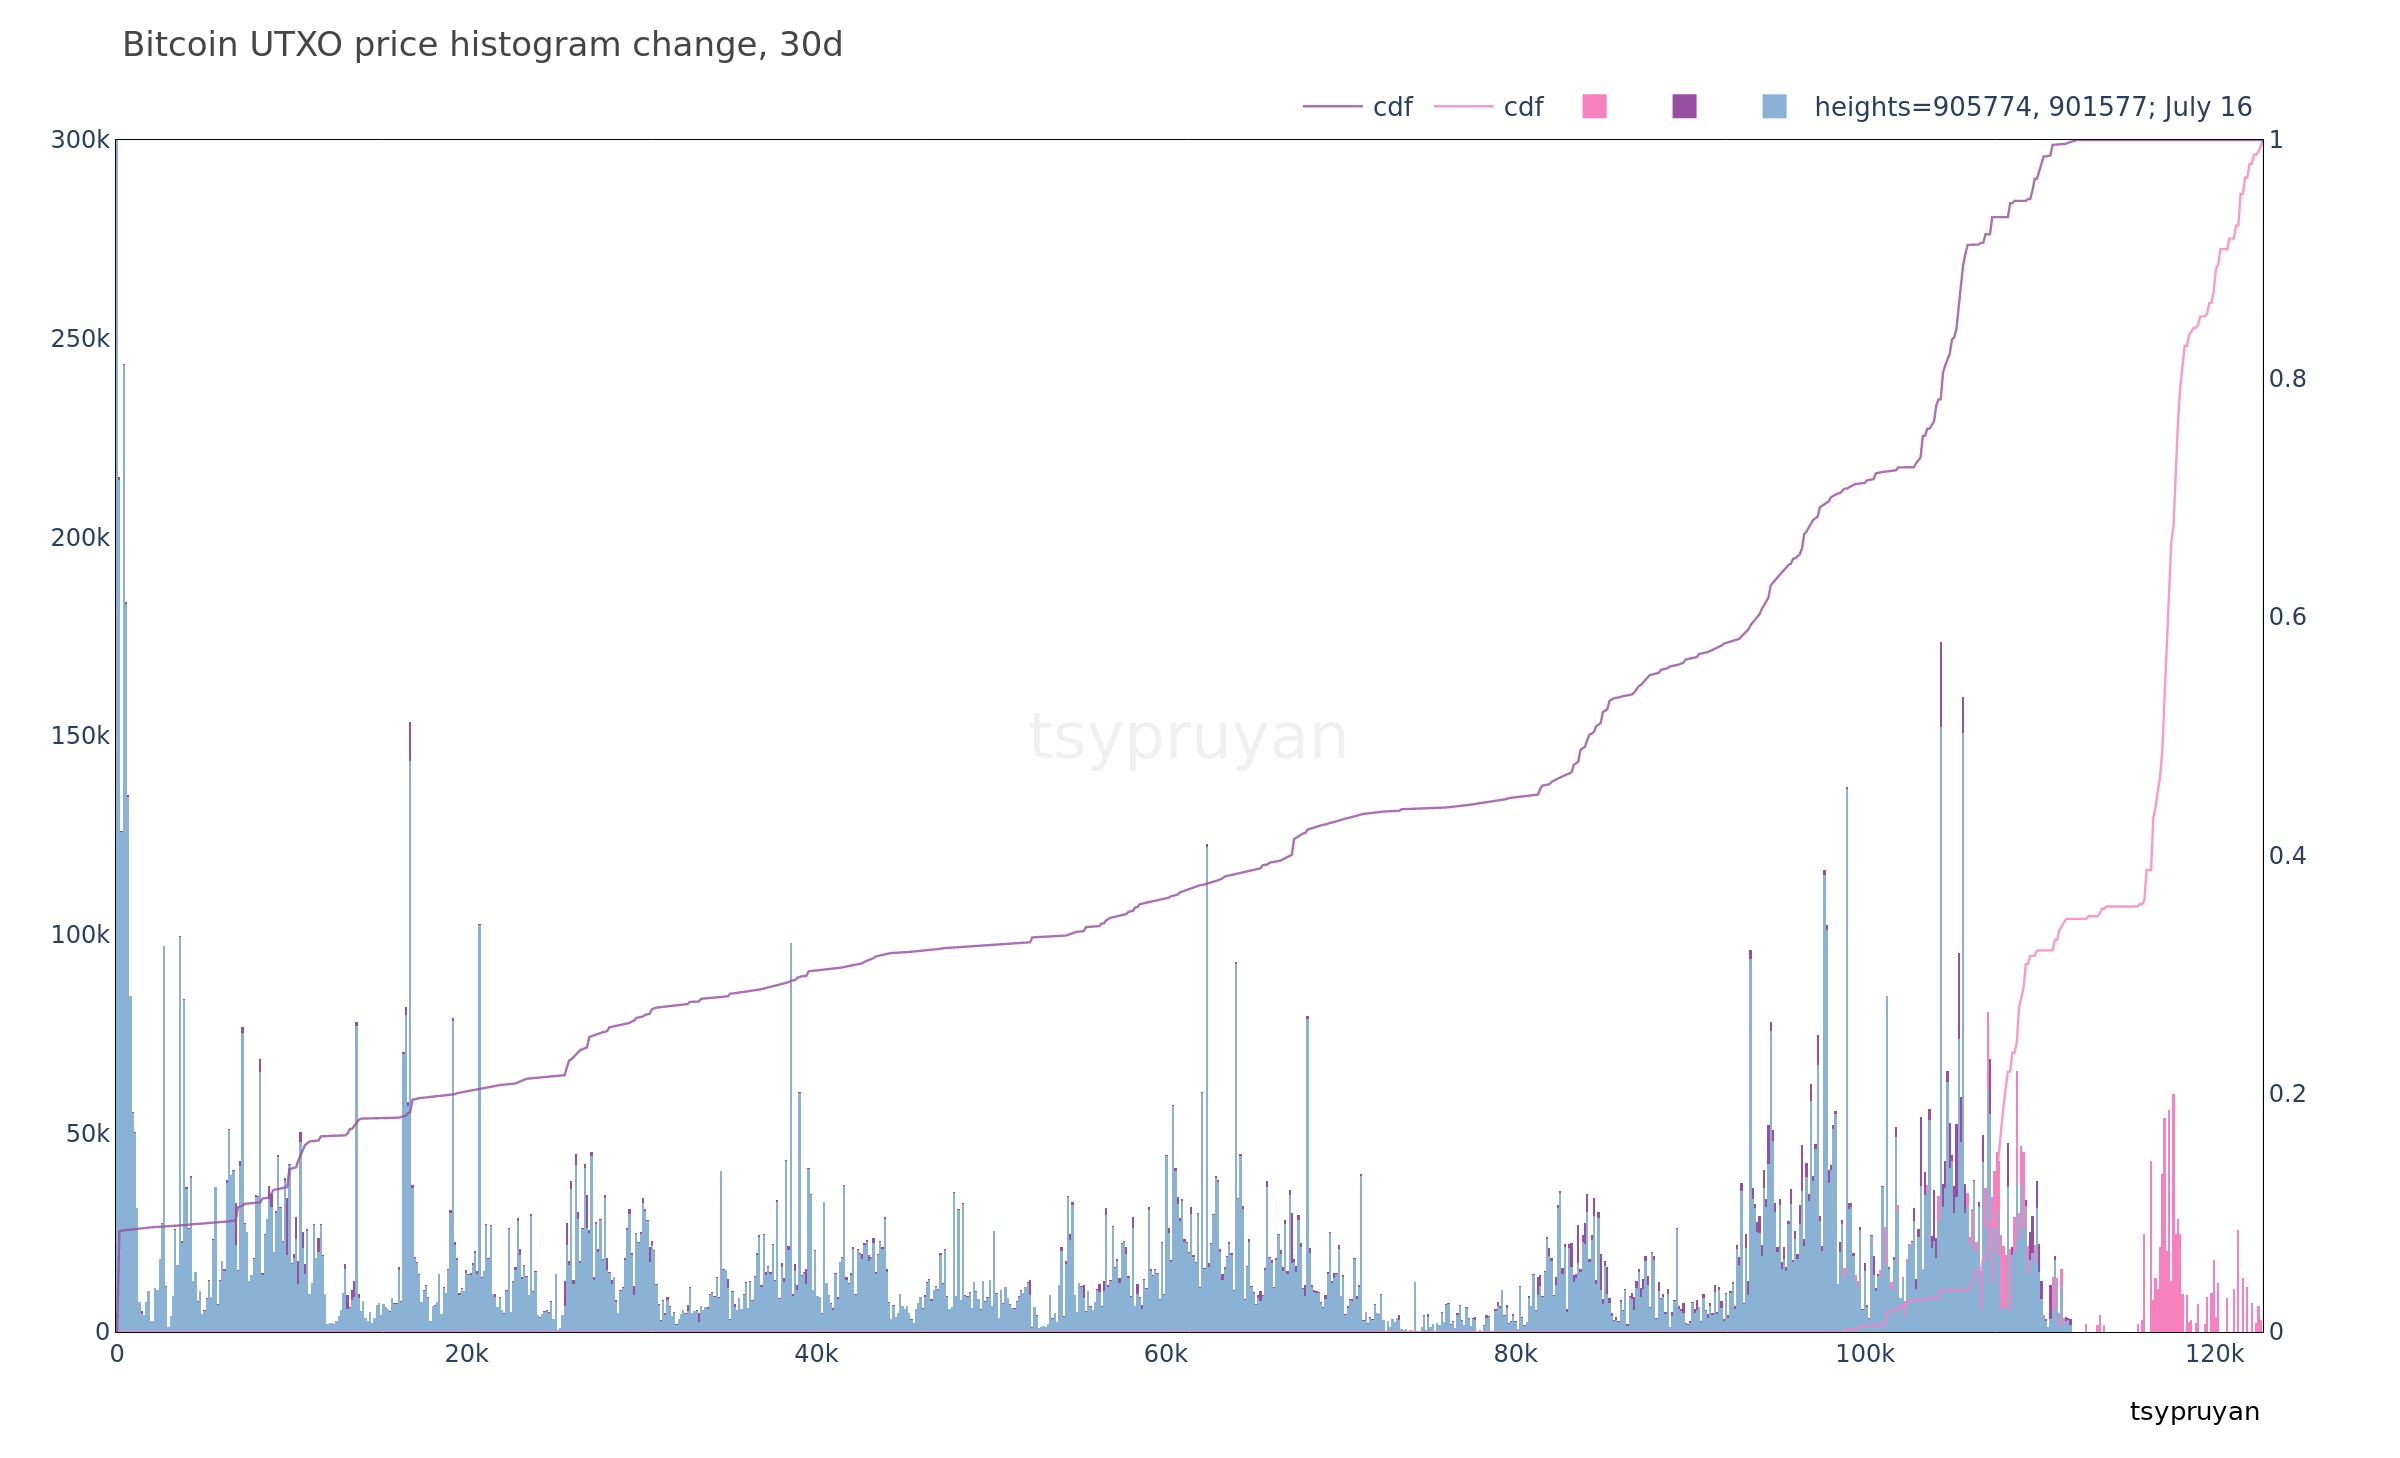 Bitcoin UTXO price histogram change, 30d
cdf cdf heights=905774, 901577; July 16
300k
250k
200k
150k
100k
50k
0
1
0.8
0.6
0.4
0.2
0
tsypruyan
0 20k 40k 60k 80k 100k 120k
tsypruyan